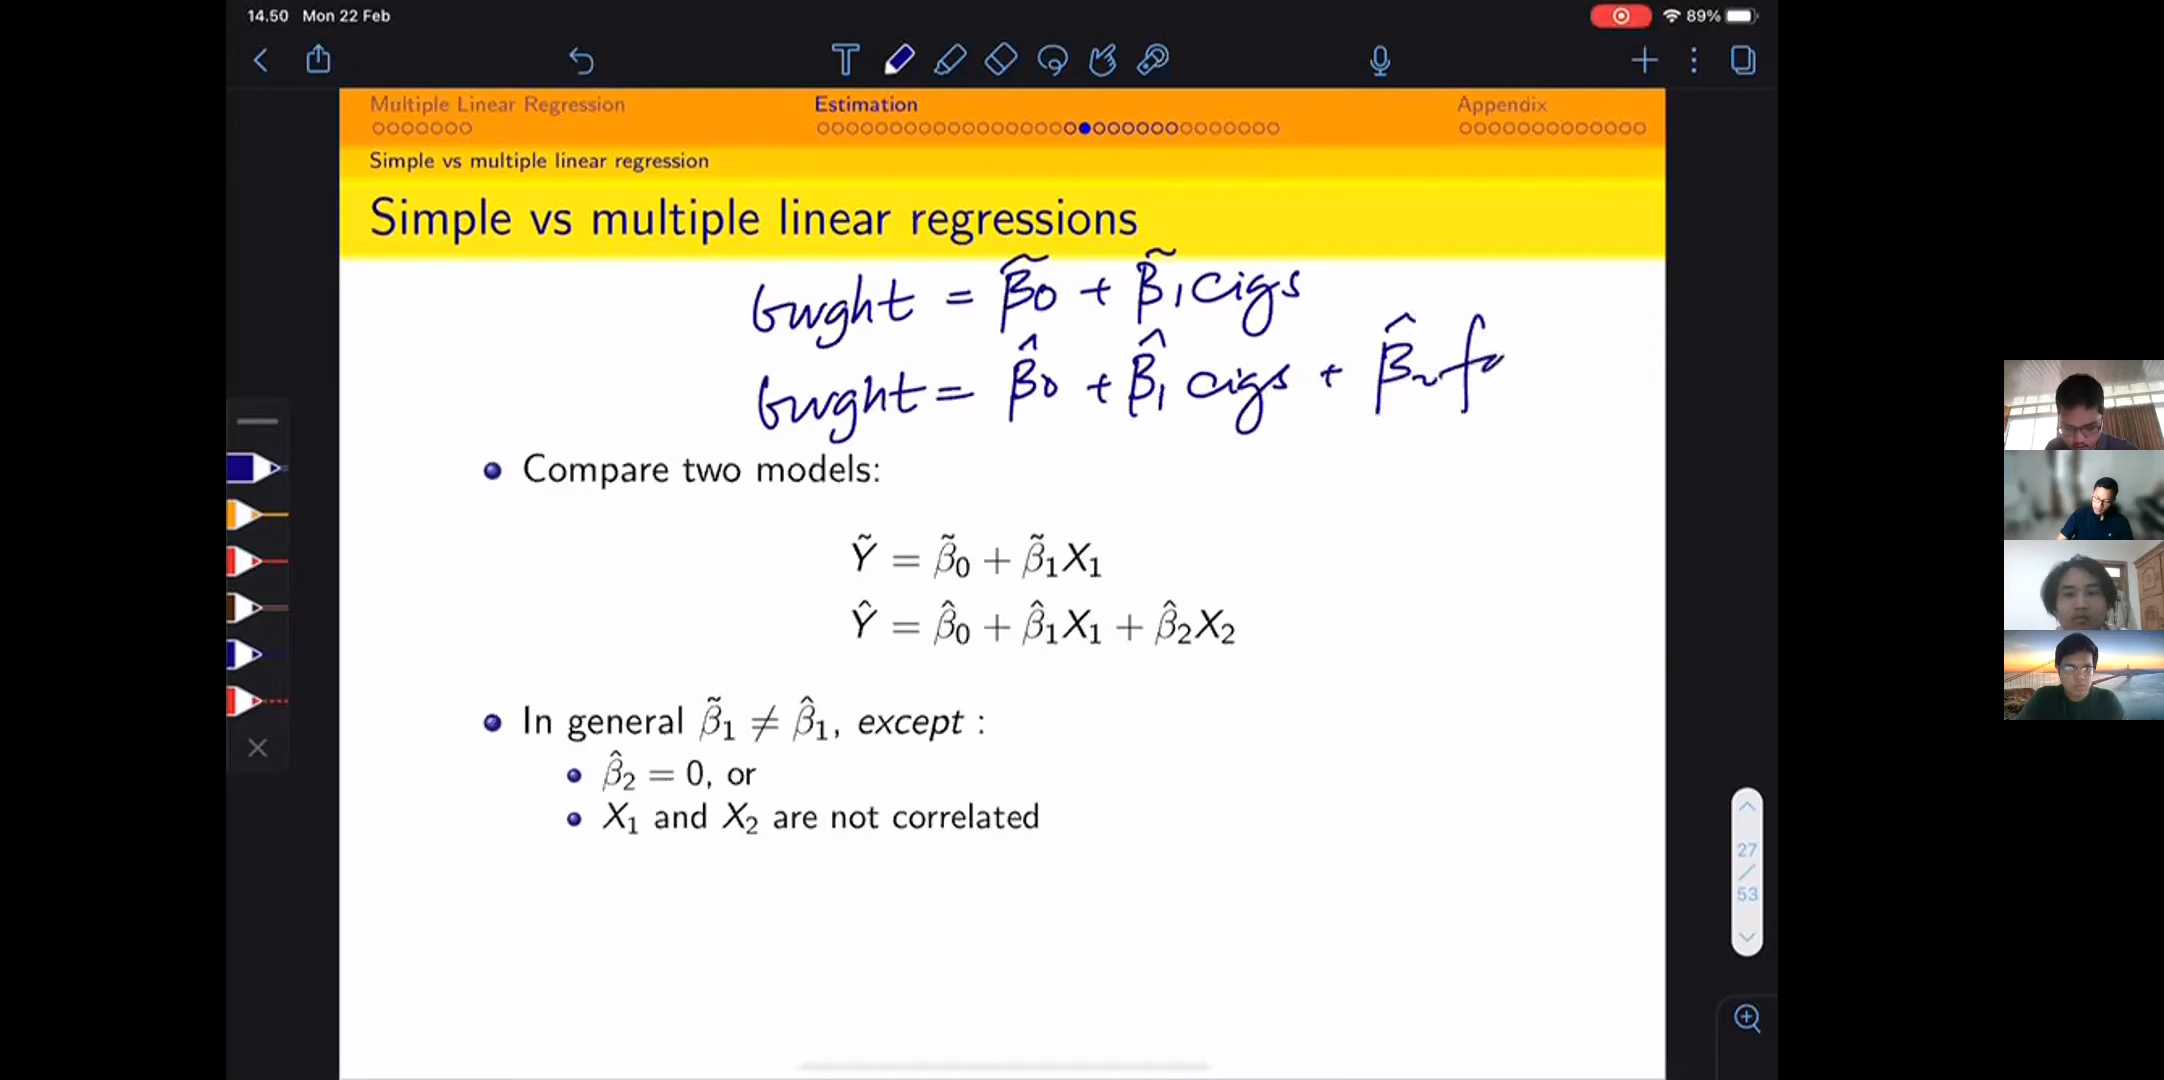 14.50 Mon 22 Feb
89%
Multiple Linear Regression
Estimation
Appendix
Simple vs multiple linear regression
Simple vs multiple linear regressions
bwght = β̃0 + β̃1 cigs
bwght = β̂0 + β̂1 cigs + β̂2 fa
Compare two models:
Ỹ = β̃0 + β̃1X1
Ŷ = β̂0 + β̂1X1 + β̂2X2
In general β̃1 ≠ β̂1, except :
β̂2 = 0, or
X1 and X2 are not correlated
27
/
53